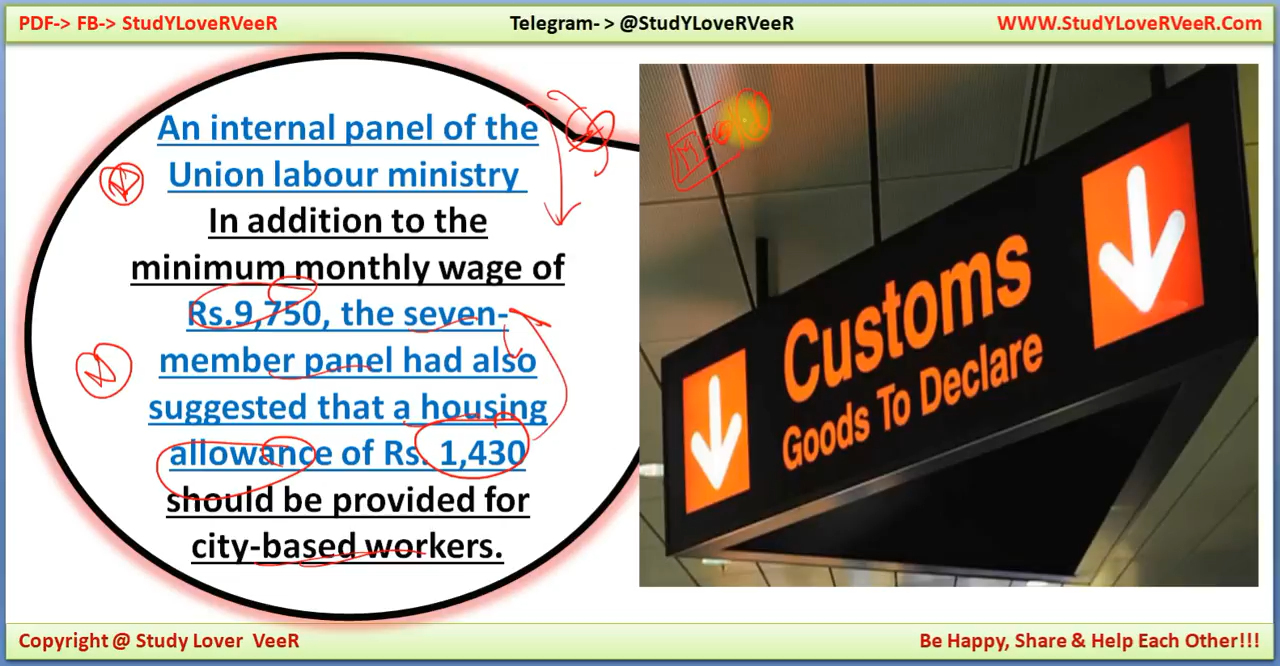 PDF-> FB-> StudYLoveRVeeR
Telegram- > @StudYLoveRVeeR
WWW.StudYLoveRVeeR.Com
An internal panel of the
Union labour ministry
In addition to the
minimum monthly wage of
Rs.9,750, the seven-
member panel had also
suggested that a housing
allowance of Rs. 1,430
should be provided for
city-based workers.
Customs
Goods To Declare
Copyright @ Study Lover VeeR
Be Happy, Share & Help Each Other!!!